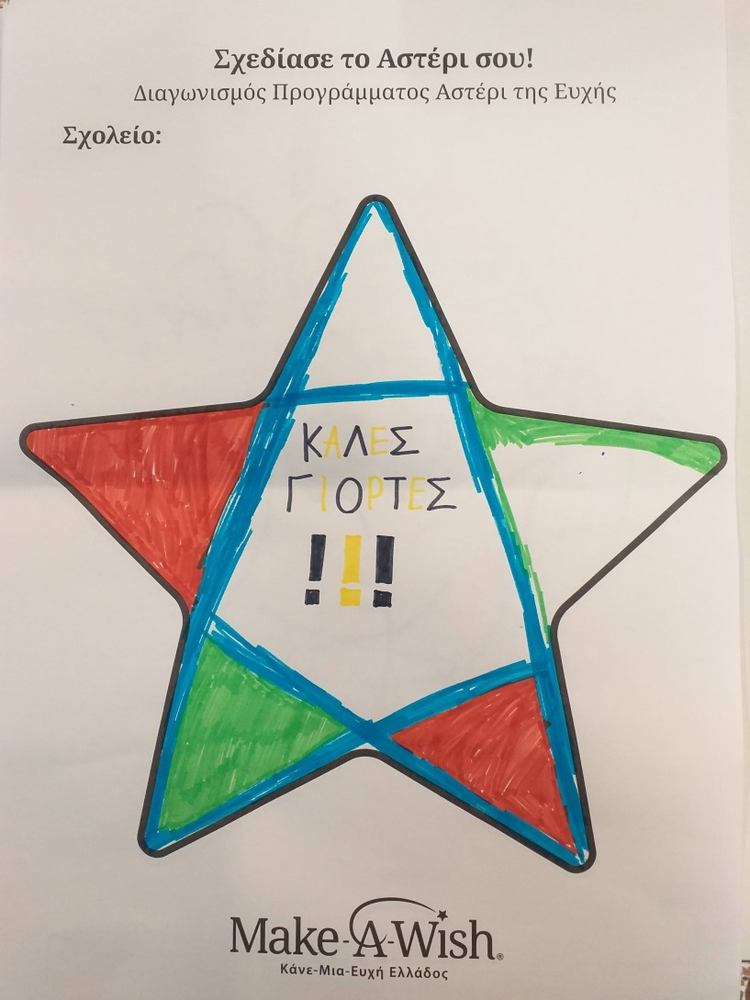 Σχεδίασε το Αστέρι σου!
Διαγωνισμός Προγράμματος Αστέρι της Ευχής
Σχολείο:
ΚΑΛΕΣ
ΓΙΟΡΤΕΣ
!!!
Make-A-Wish®
Κάνε-Μια-Ευχή Ελλάδος